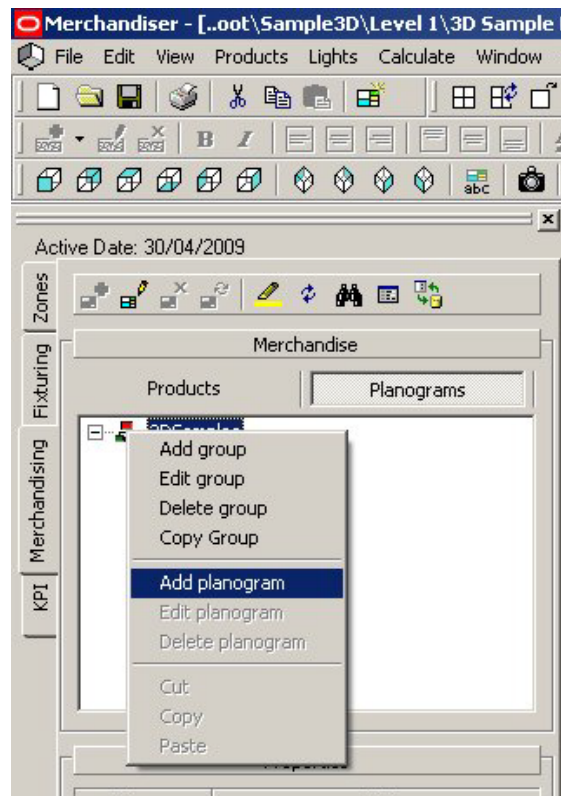 Merchandiser - [..oot\Sample3D\Level 1\3D Sample
File Edit View Products Lights Calculate Window
B I
abc
Active Date: 30/04/2009
Zones
Fixturing
Merchandising
KPI
Merchandise
Products Planograms
Add group
Edit group
Delete group
Copy Group
Add planogram
Edit planogram
Delete planogram
Cut
Copy
Paste